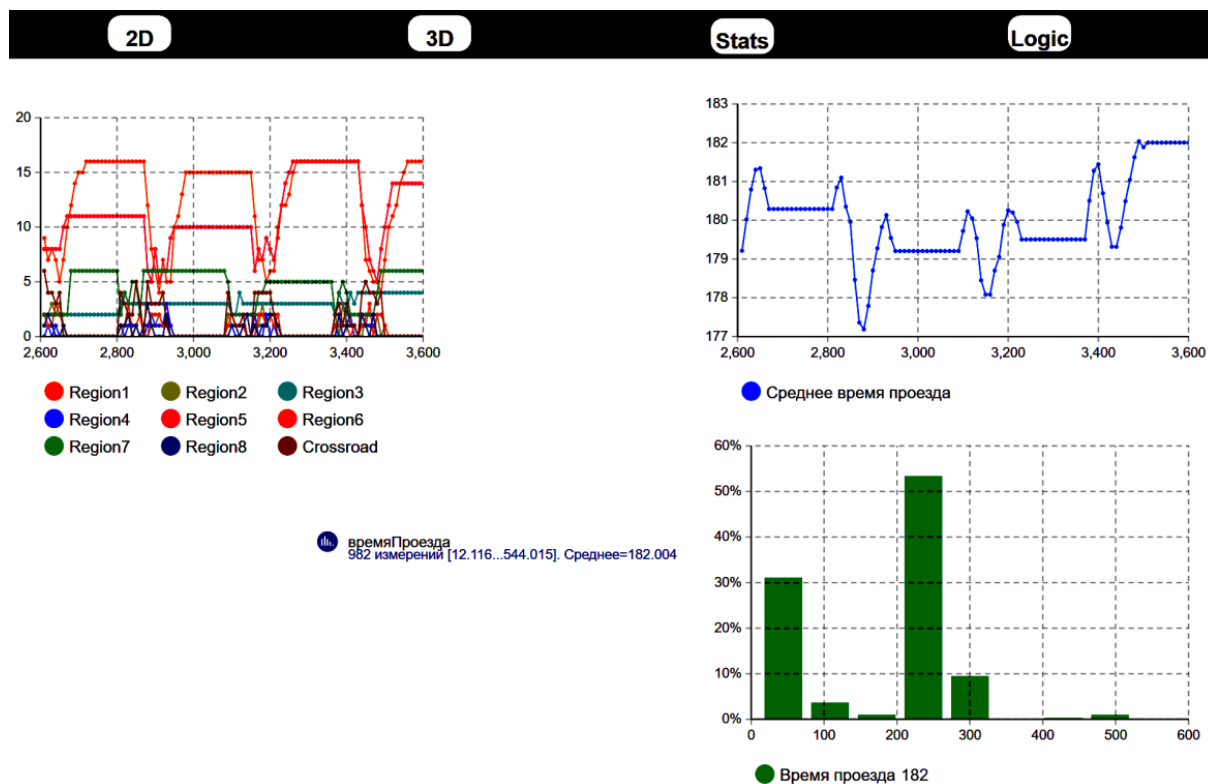 2D 3D Stats Logic
20
15
10
5
0
2,600 2,800 3,000 3,200 3,400 3,600
Region1 Region2 Region3
Region4 Region5 Region6
Region7 Region8 Crossroad
183
182
181
180
179
178
177
2,600 2,800 3,000 3,200 3,400 3,600
Среднее время проезда
времяПроезда
982 измерений [12.116...544.015]. Среднее=182.004
60%
50%
40%
30%
20%
10%
0%
0 100 200 300 400 500 600
Время проезда 182